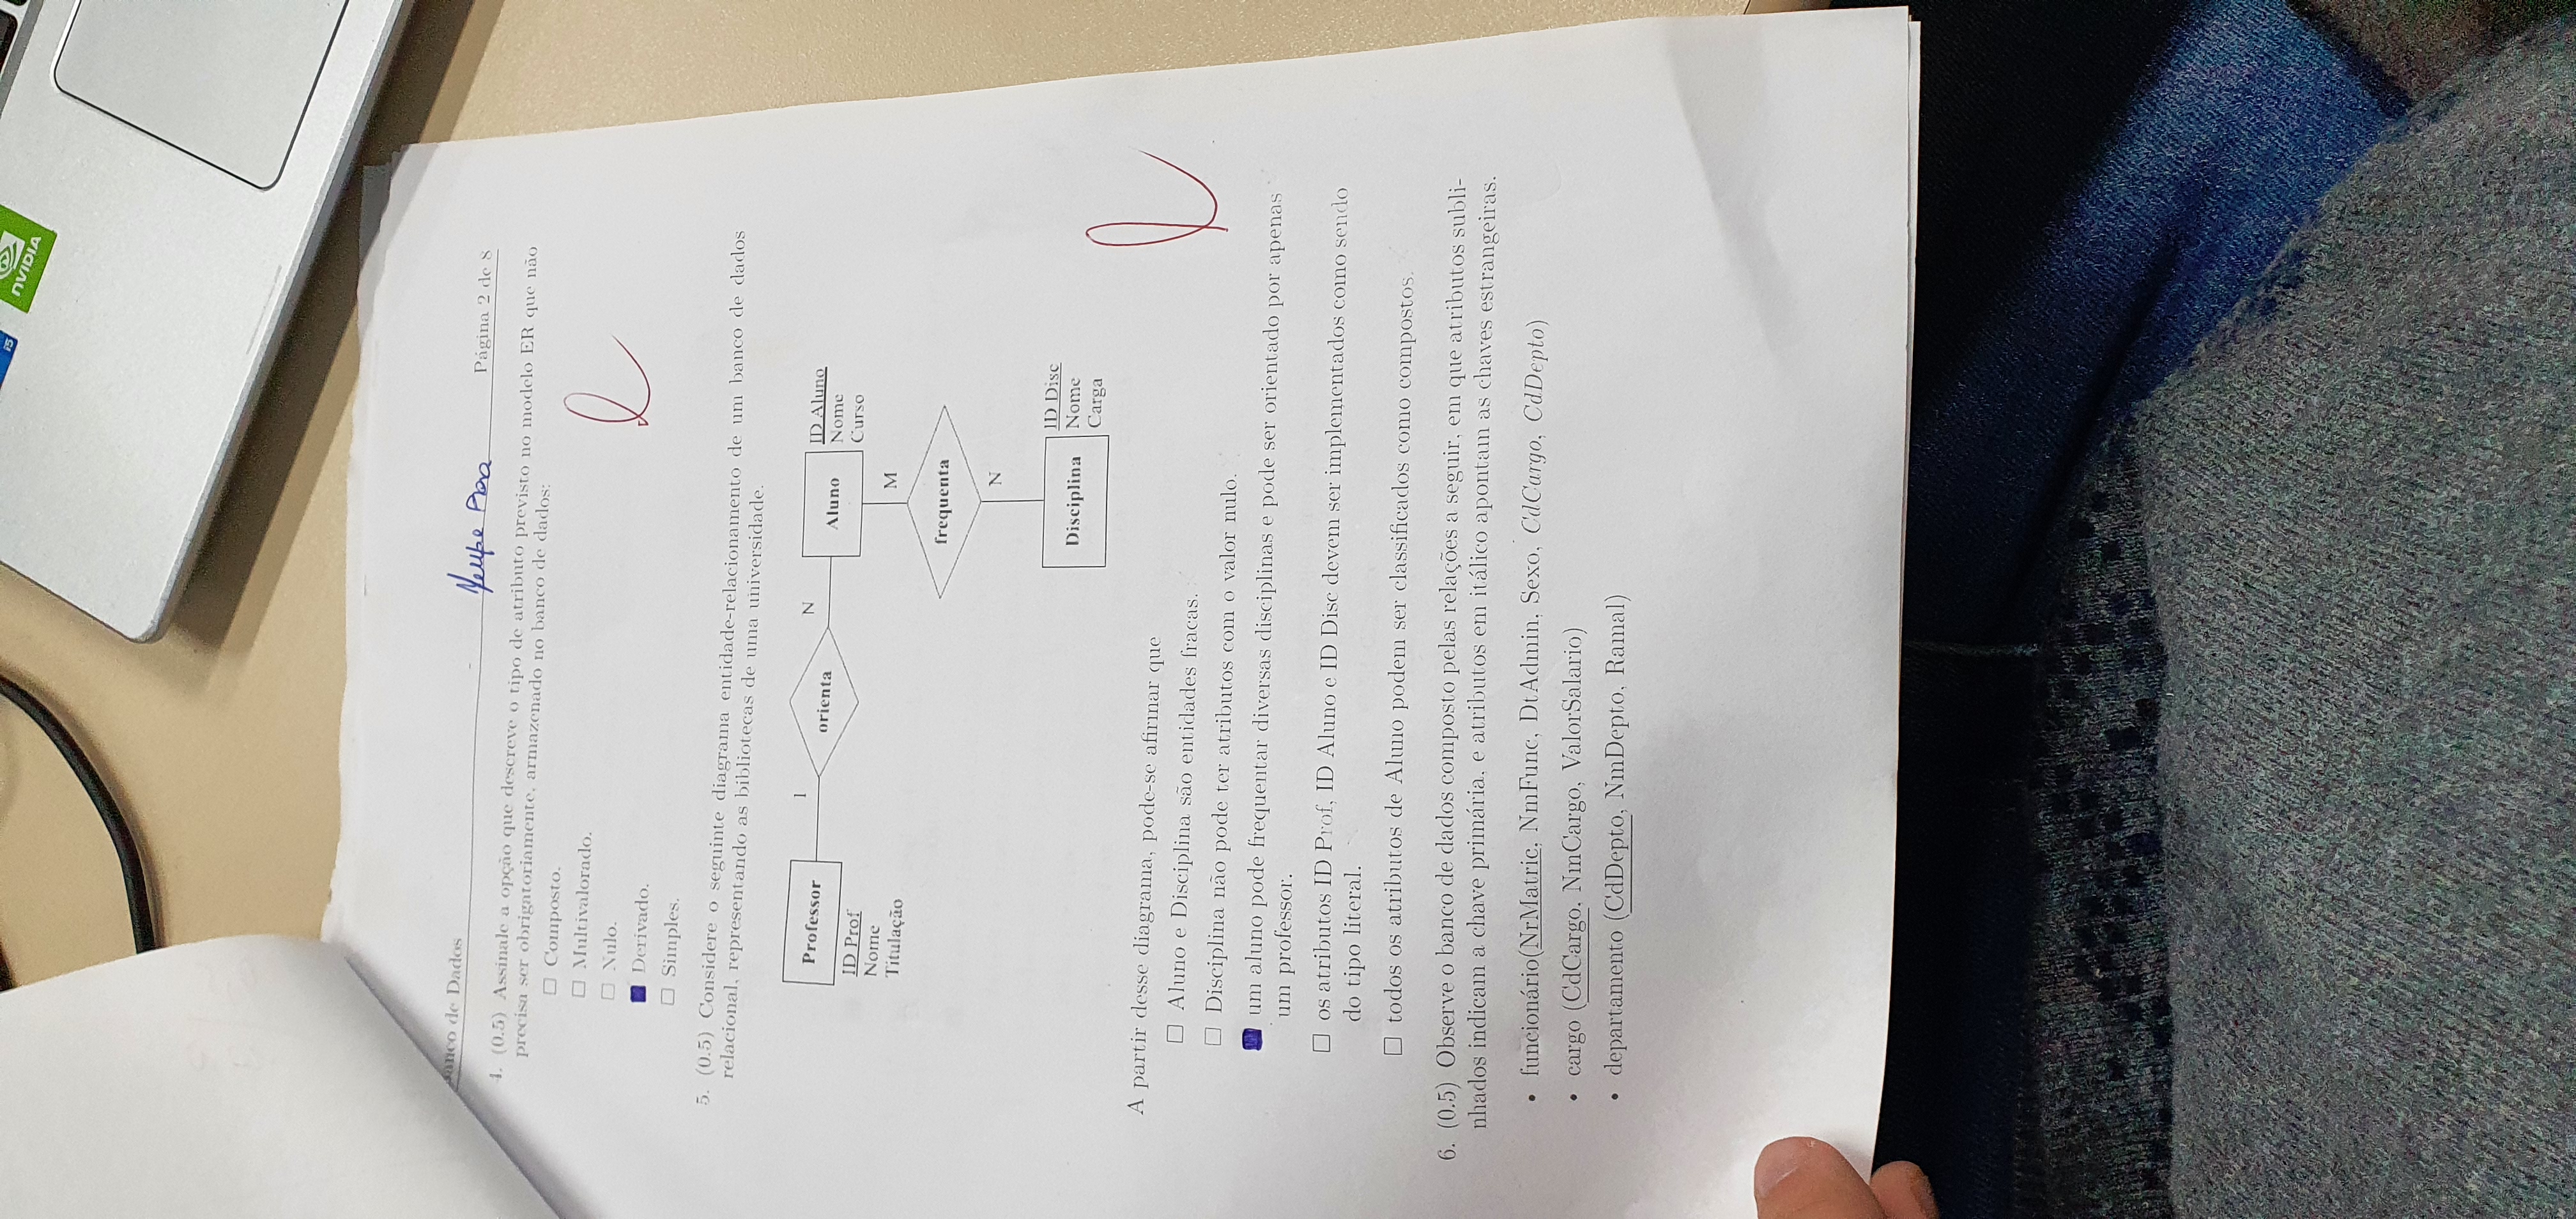 i5
NVIDIA
Banco de Dados
Página 2 de 8
4. (0.5) Assinale a opção que descreve o tipo de atributo previsto no modelo ER que não
precisa ser obrigatoriamente, armazenado no banco de dados:
Composto.
Multivalorado.
Nulo.
Derivado.
Simples.
5. (0.5) Considere o seguinte diagrama entidade-relacionamento de um banco de dados
relacional, representando as bibliotecas de uma universidade.
Professor
1
orienta
N
Aluno
ID Aluno
Nome
Curso
ID Prof
Nome
Titulação
M
frequenta
N
Disciplina
ID Disc
Nome
Carga
A partir desse diagrama, pode-se afirmar que
Aluno e Disciplina são entidades fracas.
Disciplina não pode ter atributos com o valor nulo.
um aluno pode frequentar diversas disciplinas e pode ser orientado por apenas
um professor.
os atributos ID Prof, ID Aluno e ID Disc devem ser implementados como sendo
do tipo literal.
todos os atributos de Aluno podem ser classificados como compostos.
6. (0.5) Observe o banco de dados composto pelas relações a seguir, em que atributos subli-
nhados indicam a chave primária, e atributos em itálico apontam as chaves estrangeiras.
• funcionário(NrMatric, NmFunc, DtAdmin, Sexo, CdCargo, CdDepto)
• cargo (CdCargo, NmCargo, ValorSalario)
• departamento (CdDepto, NmDepto, Ramal)